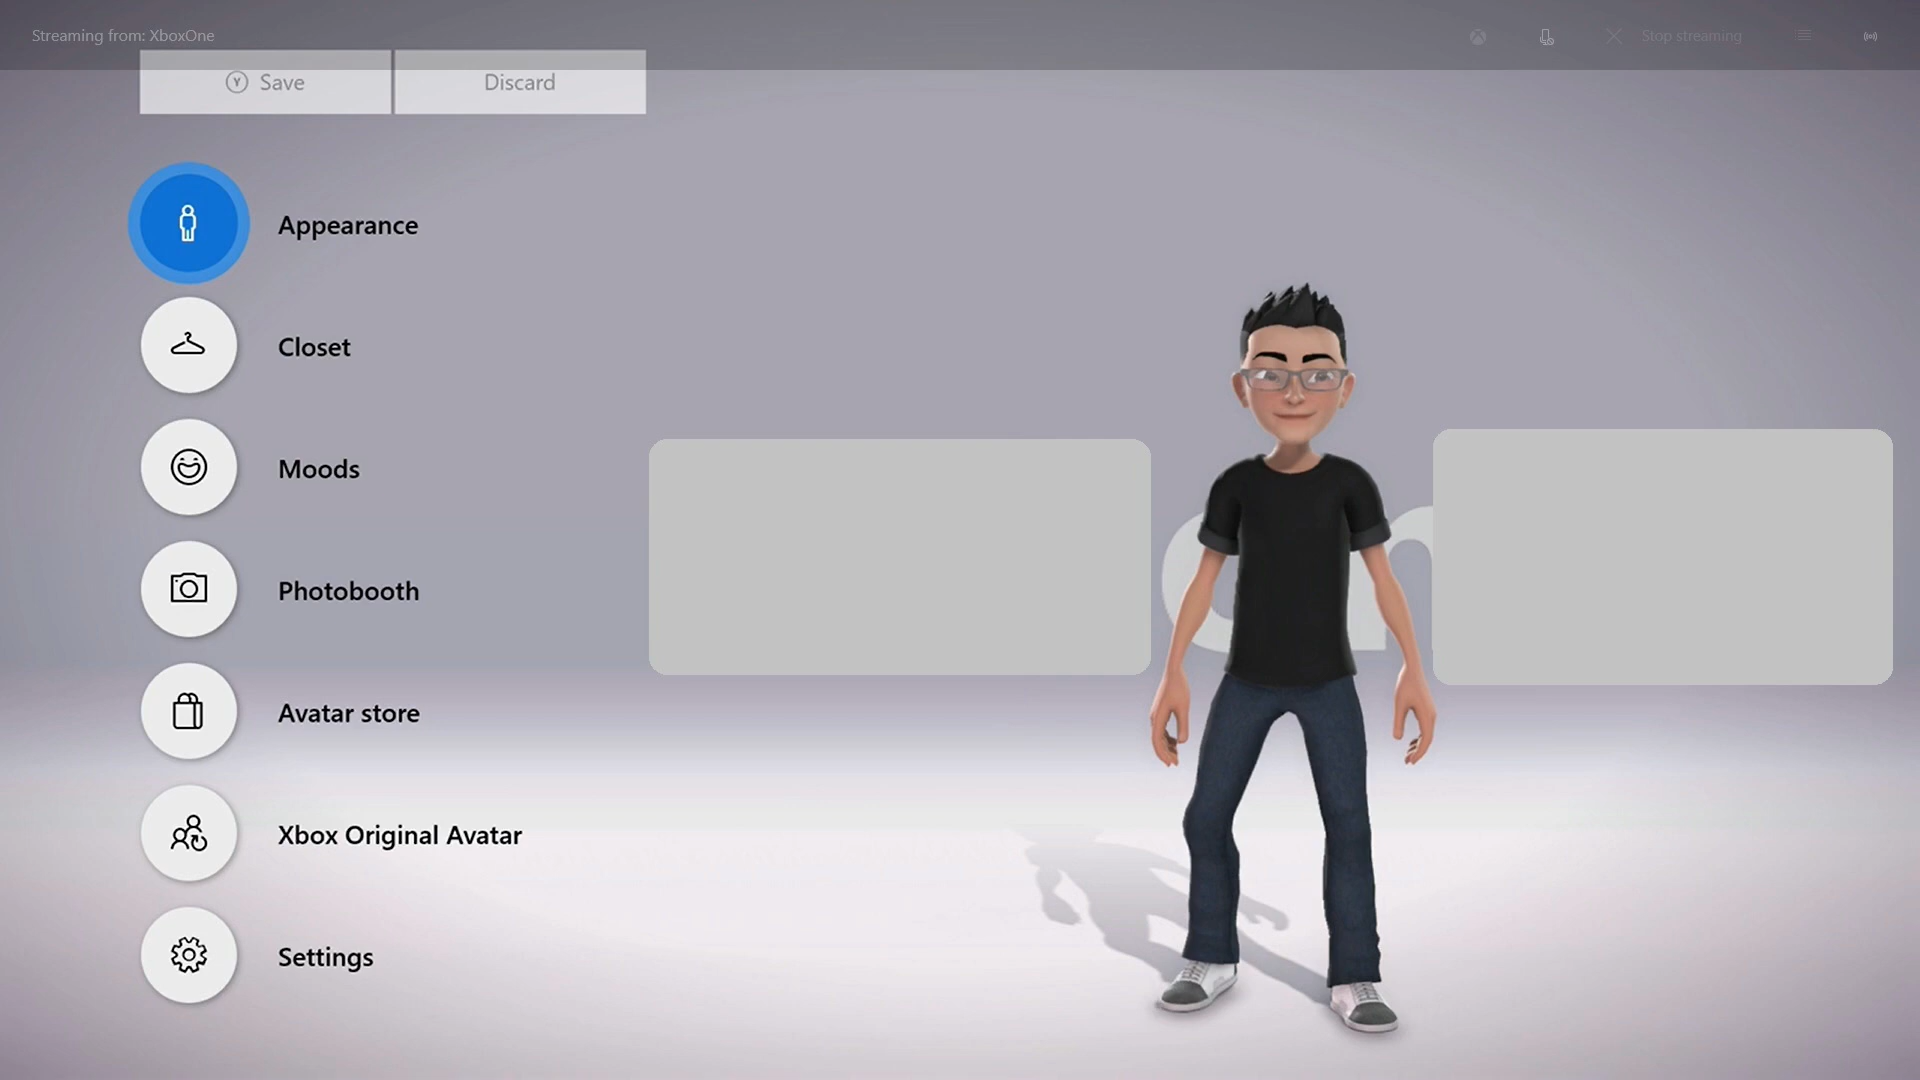 Streaming from: XboxOne
Stop streaming
Y Save
Discard
Appearance
Closet
Moods
Photobooth
Avatar store
Xbox Original Avatar
Settings